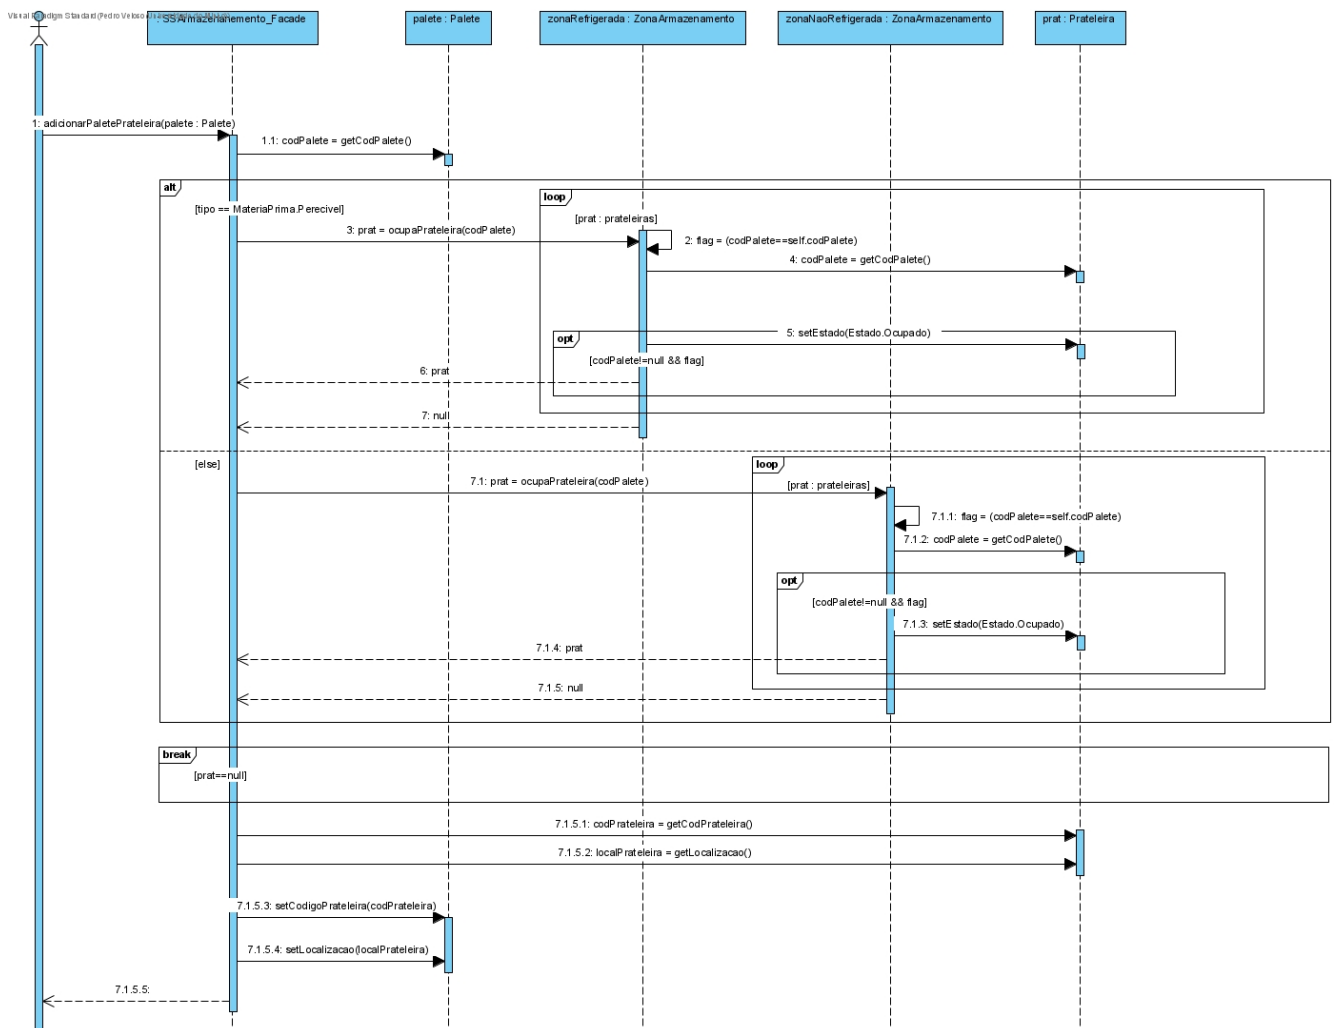 Visual Paradigm Standard (Pedro Veloso
SSArmazenanemento_Facade
palete : Palete
zonaRefrigerada : ZonaArmazenamento
zonaNaoRefrigerada : ZonaArmazenamento
prat : Prateleira
1: adicionarPaletePrateleira(palete : Palete)
1.1: codPalete = getCodPalete()
alt
loop
[tipo == MateriaPrima.Perecivel]
[prat : prateleiras]
3: prat = ocupaPrateleira(codPalete)
2: flag = (codPalete==self.codPalete)
4: codPalete = getCodPalete()
opt
5: setEstado(Estado.Ocupado)
[codPalete!=null && flag]
6: prat
7: null
[else]
loop
7.1: prat = ocupaPrateleira(codPalete)
[prat : prateleiras]
7.1.1: flag = (codPalete==self.codPalete)
7.1.2: codPalete = getCodPalete()
opt
[codPalete!=null && flag]
7.1.3: setEstado(Estado.Ocupado)
7.1.4: prat
7.1.5: null
break
[prat==null]
7.1.5.1: codPrateleira = getCodPrateleira()
7.1.5.2: localPrateleira = getLocalizacao()
7.1.5.3: setCodigoPrateleira(codPrateleira)
7.1.5.4: setLocalizacao(localPrateleira)
7.1.5.5: